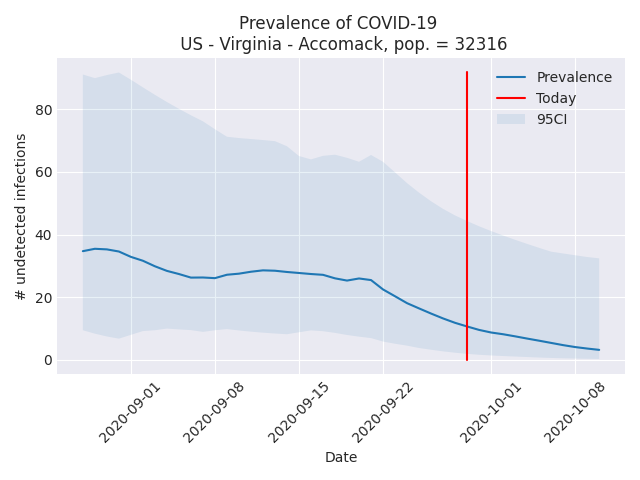 Prevalence of COVID-19
US - Virginia - Accomack, pop. = 32316
Prevalence
Today
95CI
# undetected infections
80
60
40
20
0
2020-09-01
2020-09-08
2020-09-15
2020-09-22
2020-10-01
2020-10-08
Date